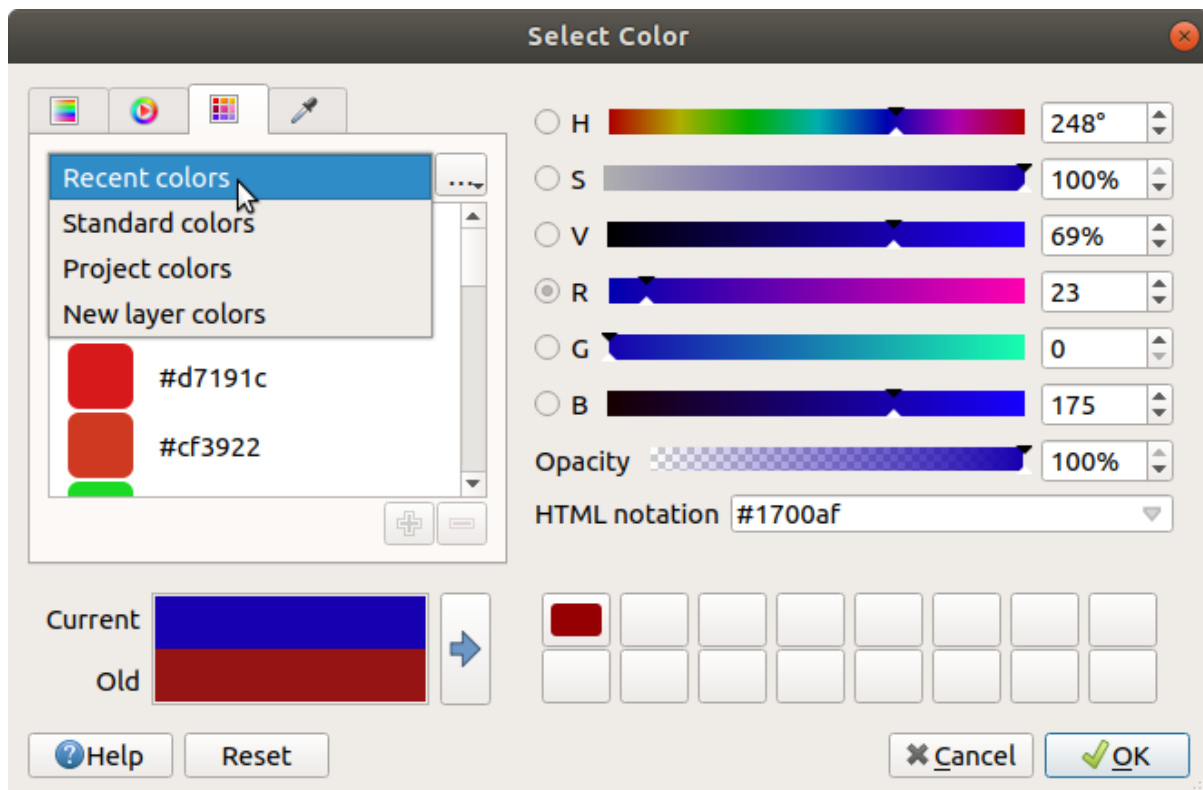 Select Color
Recent colors
...
Standard colors
Project colors
New layer colors
#d7191c
#cf3922
H 248°
S 100%
V 69%
R 23
G 0
B 175
Opacity 100%
HTML notation #1700af
Current
Old
Help
Reset
Cancel
OK